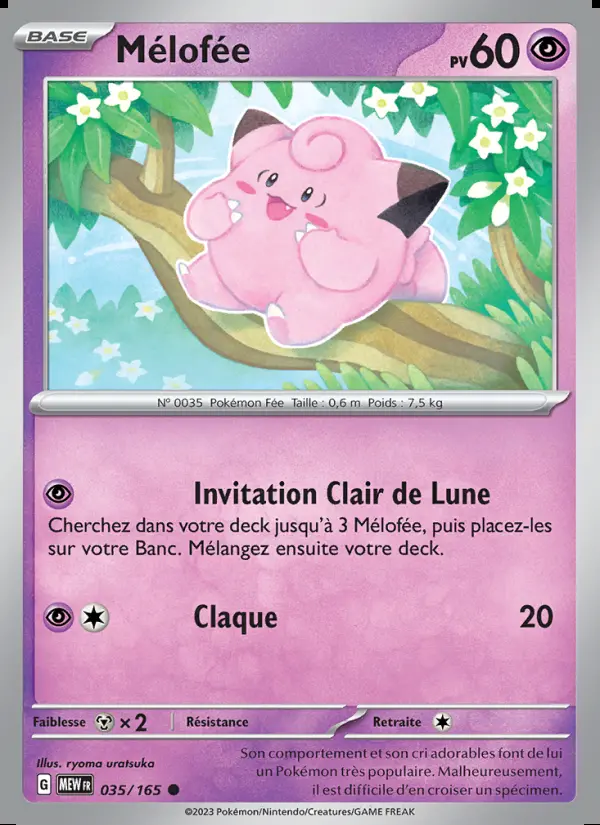 BASE Mélofée PV 60
N° 0035 Pokémon Fée Taille : 0,6 m Poids : 7,5 kg
Invitation Clair de Lune
Cherchez dans votre deck jusqu'à 3 Mélofée, puis placez-les
sur votre Banc. Mélangez ensuite votre deck.
Claque 20
Faiblesse ×2 Résistance Retraite
Illus. ryoma uratsuka
Son comportement et son cri adorables font de lui
un Pokémon très populaire. Malheureusement,
il est difficile d'en croiser un spécimen.
G MEW FR 035/165
©2023 Pokémon/Nintendo/Creatures/GAME FREAK